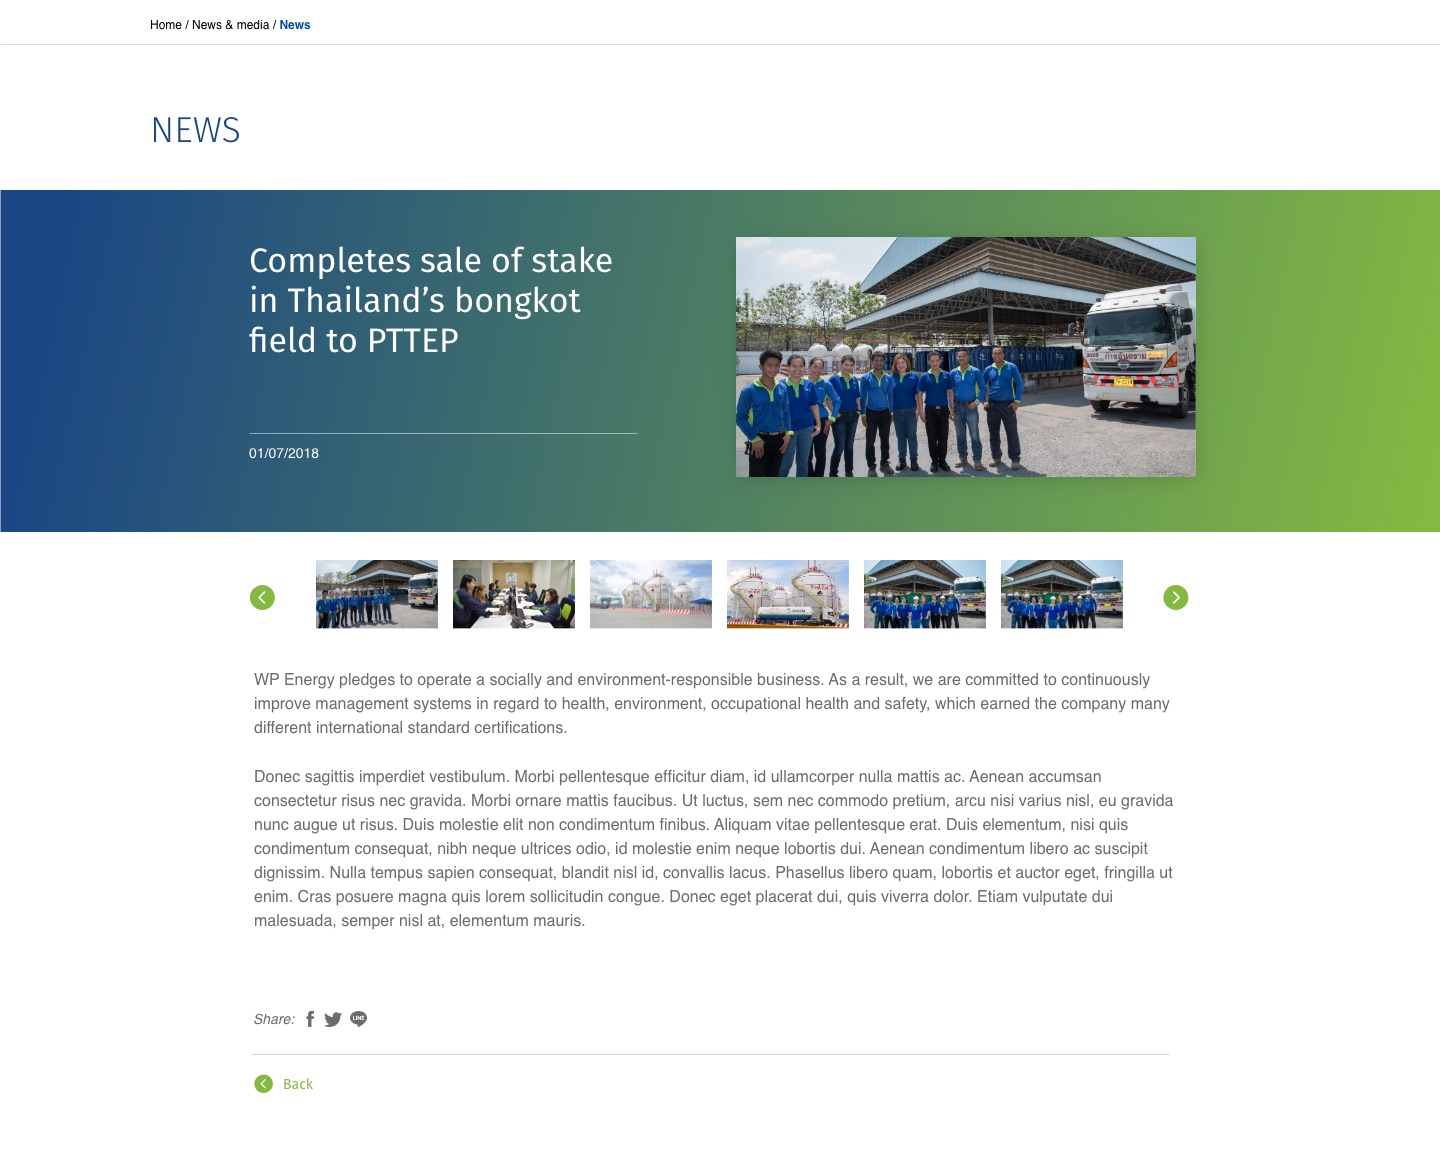 Home / News & media / News
NEWS
Completes sale of stake
in Thailand’s bongkot
field to PTTEP
01/07/2018
WP Energy pledges to operate a socially and environment-responsible business. As a result, we are committed to continuously
improve management systems in regard to health, environment, occupational health and safety, which earned the company many
different international standard certifications.
Donec sagittis imperdiet vestibulum. Morbi pellentesque efficitur diam, id ullamcorper nulla mattis ac. Aenean accumsan
consectetur risus nec gravida. Morbi ornare mattis faucibus. Ut luctus, sem nec commodo pretium, arcu nisi varius nisl, eu gravida
nunc augue ut risus. Duis molestie elit non condimentum finibus. Aliquam vitae pellentesque erat. Duis elementum, nisi quis
condimentum consequat, nibh neque ultrices odio, id molestie enim neque lobortis dui. Aenean condimentum libero ac suscipit
dignissim. Nulla tempus sapien consequat, blandit nisl id, convallis lacus. Phasellus libero quam, lobortis et auctor eget, fringilla ut
enim. Cras posuere magna quis lorem sollicitudin congue. Donec eget placerat dui, quis viverra dolor. Etiam vulputate dui
malesuada, semper nisl at, elementum mauris.
Share:
LINE
Back